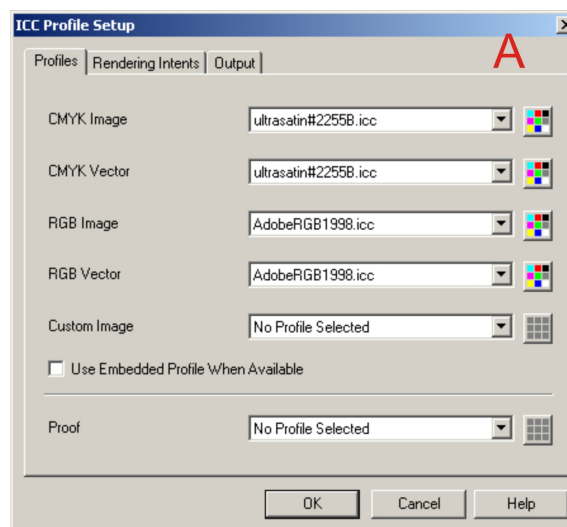 ICC Profile Setup
A
Profiles Rendering Intents Output
CMYK Image ultrasatin#2255B.icc
CMYK Vector ultrasatin#2255B.icc
RGB Image AdobeRGB1998.icc
RGB Vector AdobeRGB1998.icc
Custom Image No Profile Selected
Use Embedded Profile When Available
Proof No Profile Selected
OK Cancel Help